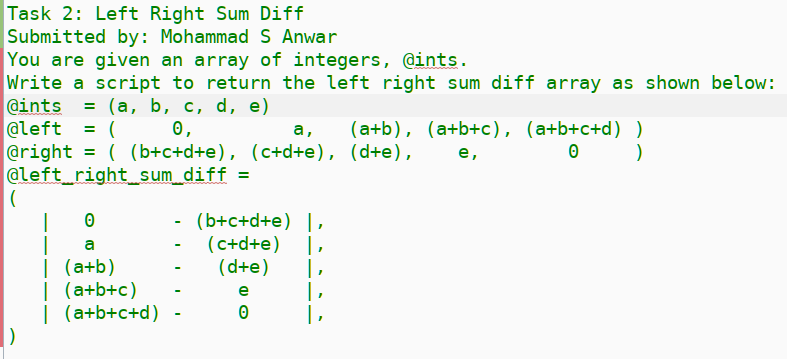 Task 2: Left Right Sum Diff
Submitted by: Mohammad S Anwar
You are given an array of integers, @ints.
Write a script to return the left right sum diff array as shown below:
@ints  = (a, b, c, d, e)
@left  = (     0,         a,    (a+b), (a+b+c), (a+b+c+d) )
@right = ( (b+c+d+e), (c+d+e), (d+e),    e,        0     )
@left_right_sum_diff =
(
   |   0       - (b+c+d+e) |,
   |   a       -  (c+d+e)  |,
   | (a+b)     -   (d+e)   |,
   | (a+b+c)   -     e     |,
   | (a+b+c+d) -     0     |,
)